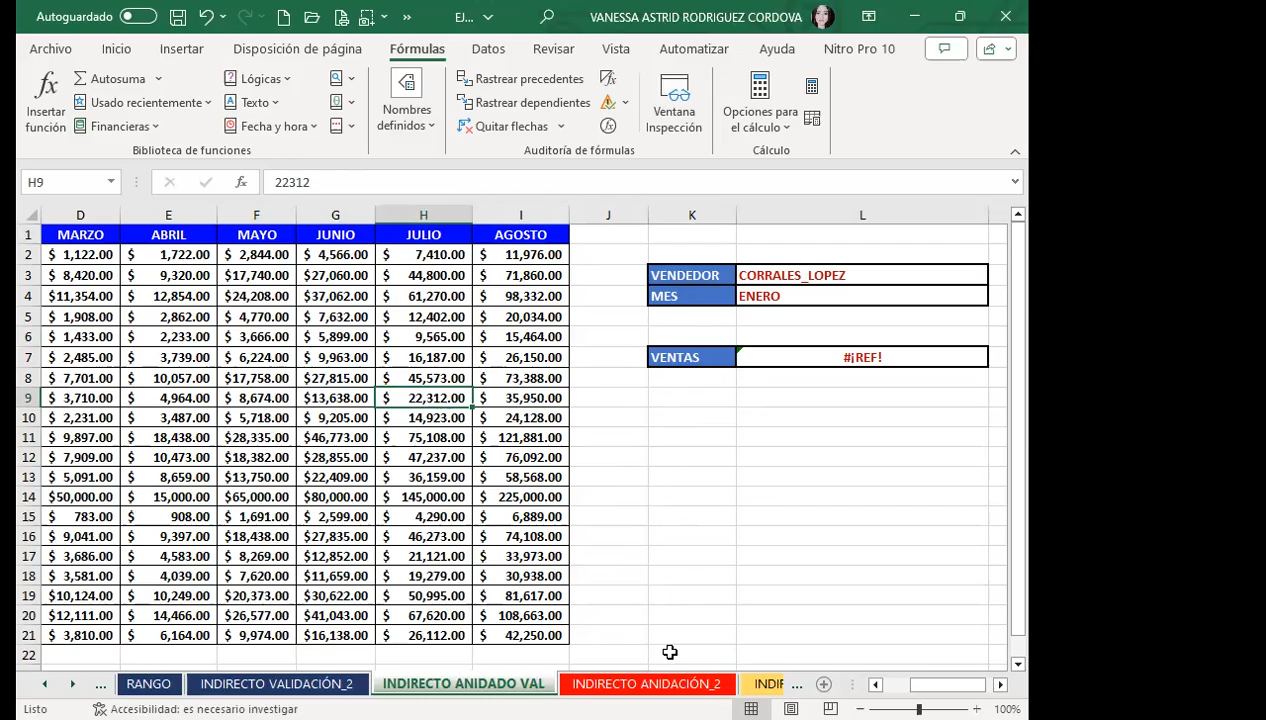 Autoguardado EJ... VANESSA ASTRID RODRIGUEZ CORDOVA
Archivo Inicio Insertar Disposición de página Fórmulas Datos Revisar Vista Automatizar Ayuda Nitro Pro 10
fx Insertar función
Autosuma
Usado recientemente
Financieras
Lógicas
Texto
Fecha y hora
Nombres definidos
Rastrear precedentes
Rastrear dependientes
Quitar flechas
Ventana Inspección
Opciones para el cálculo
Biblioteca de funciones Auditoría de fórmulas Cálculo
H9 fx 22312
D E F G H I J K L
1 MARZO ABRIL MAYO JUNIO JULIO AGOSTO
2 $ 1,122.00 $ 1,722.00 $ 2,844.00 $ 4,566.00 $ 7,410.00 $ 11,976.00
3 $ 8,420.00 $ 9,320.00 $17,740.00 $27,060.00 $ 44,800.00 $ 71,860.00 VENDEDOR CORRALES_LOPEZ
4 $11,354.00 $ 12,854.00 $24,208.00 $37,062.00 $ 61,270.00 $ 98,332.00 MES ENERO
5 $ 1,908.00 $ 2,862.00 $ 4,770.00 $ 7,632.00 $ 12,402.00 $ 20,034.00
6 $ 1,433.00 $ 2,233.00 $ 3,666.00 $ 5,899.00 $ 9,565.00 $ 15,464.00
7 $ 2,485.00 $ 3,739.00 $ 6,224.00 $ 9,963.00 $ 16,187.00 $ 26,150.00 VENTAS #¡REF!
8 $ 7,701.00 $ 10,057.00 $17,758.00 $27,815.00 $ 45,573.00 $ 73,388.00
9 $ 3,710.00 $ 4,964.00 $ 8,674.00 $13,638.00 $ 22,312.00 $ 35,950.00
10 $ 2,231.00 $ 3,487.00 $ 5,718.00 $ 9,205.00 $ 14,923.00 $ 24,128.00
11 $ 9,897.00 $ 18,438.00 $28,335.00 $46,773.00 $ 75,108.00 $ 121,881.00
12 $ 7,909.00 $ 10,473.00 $18,382.00 $28,855.00 $ 47,237.00 $ 76,092.00
13 $ 5,091.00 $ 8,659.00 $13,750.00 $22,409.00 $ 36,159.00 $ 58,568.00
14 $50,000.00 $ 15,000.00 $65,000.00 $80,000.00 $ 145,000.00 $ 225,000.00
15 $ 783.00 $ 908.00 $ 1,691.00 $ 2,599.00 $ 4,290.00 $ 6,889.00
16 $ 9,041.00 $ 9,397.00 $18,438.00 $27,835.00 $ 46,273.00 $ 74,108.00
17 $ 3,686.00 $ 4,583.00 $ 8,269.00 $12,852.00 $ 21,121.00 $ 33,973.00
18 $ 3,581.00 $ 4,039.00 $ 7,620.00 $11,659.00 $ 19,279.00 $ 30,938.00
19 $10,124.00 $ 10,249.00 $20,373.00 $30,622.00 $ 50,995.00 $ 81,617.00
20 $12,111.00 $ 14,466.00 $26,577.00 $41,043.00 $ 67,620.00 $ 108,663.00
21 $ 3,810.00 $ 6,164.00 $ 9,974.00 $16,138.00 $ 26,112.00 $ 42,250.00
22
... RANGO INDIRECTO VALIDACIÓN_2 INDIRECTO ANIDADO VAL INDIRECTO ANIDACIÓN_2 INDIF ...
Listo Accesibilidad: es necesario investigar 100%